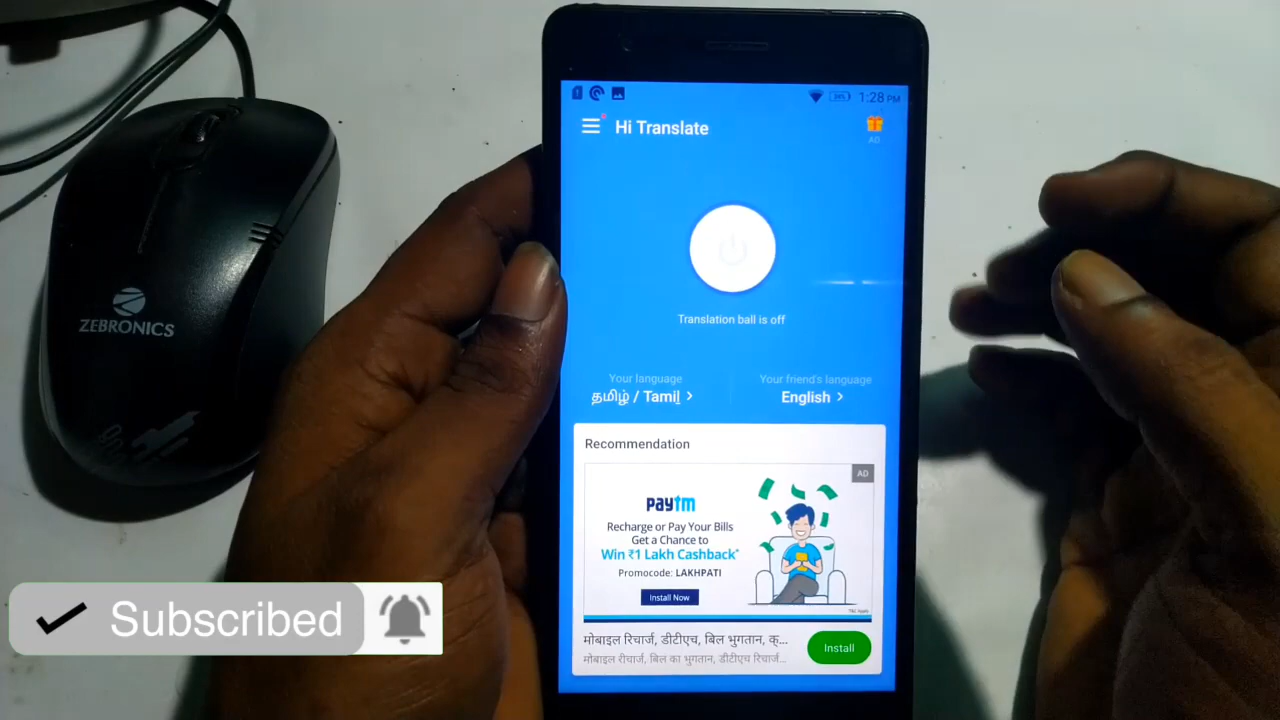 ZEBRONICS
1:28 PM
Hi Translate
AD
Translation ball is off
Your language
தமிழ் / Tamil
Your friend's language
English
Recommendation
AD
paytm
Recharge or Pay Your Bills
Get a Chance to
Win ₹1 Lakh Cashback*
Promocode: LAKHPATI
Install Now
मोबाइल रिचार्ज, डीटीएच, बिल भुगतान, क्...
मोबाइल रीचार्ज, बिल का भुगतान, डीटीएच रिचार्ज...
Install
Subscribed